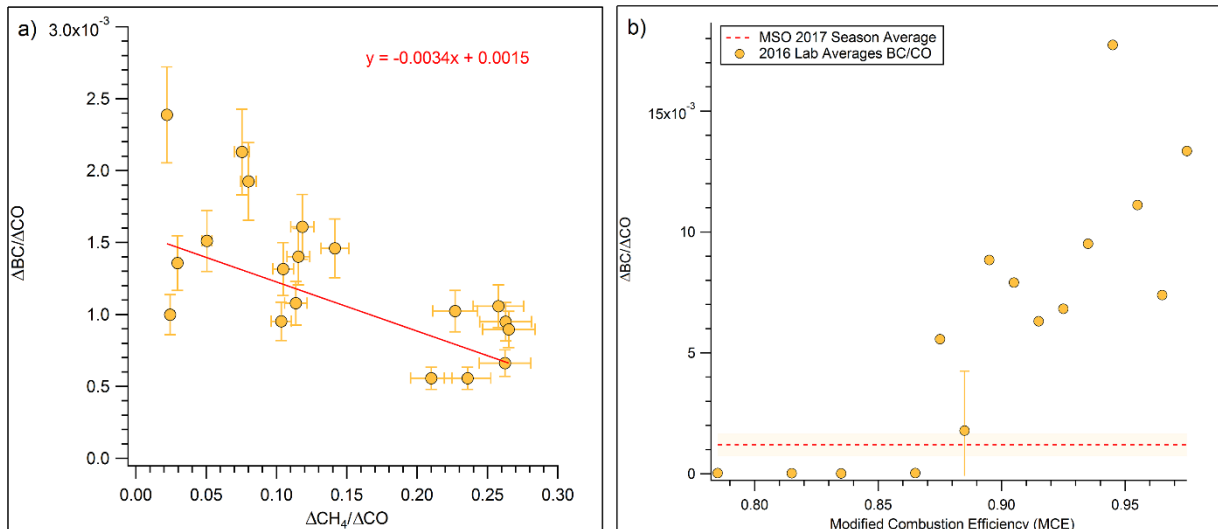 a)
3.0x10⁻³
y = -0.0034x + 0.0015
2.5
2.0
1.5
1.0
0.5
0.0
ΔBC/ΔCO
0.00 0.05 0.10 0.15 0.20 0.25 0.30
ΔCH₄/ΔCO
b)
MSO 2017 Season Average
2016 Lab Averages BC/CO
15x10⁻³
10
5
0
ΔBC/ΔCO
0.80 0.85 0.90 0.95
Modified Combustion Efficiency (MCE)